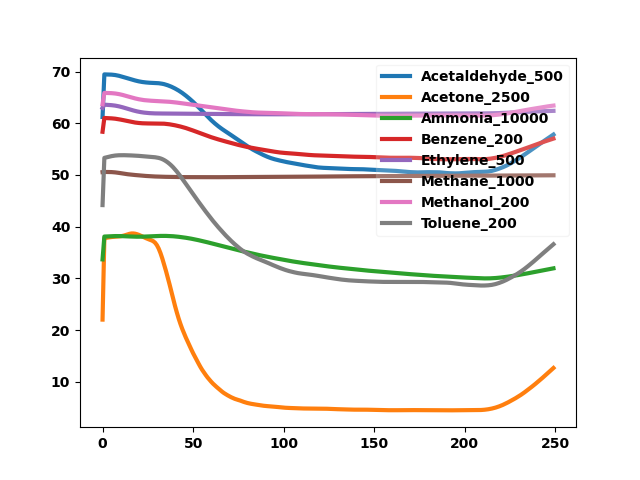 70
60
50
40
30
20
10
0
50
100
150
200
250
Acetaldehyde_500
Acetone_2500
Ammonia_10000
Benzene_200
Ethylene_500
Methane_1000
Methanol_200
Toluene_200